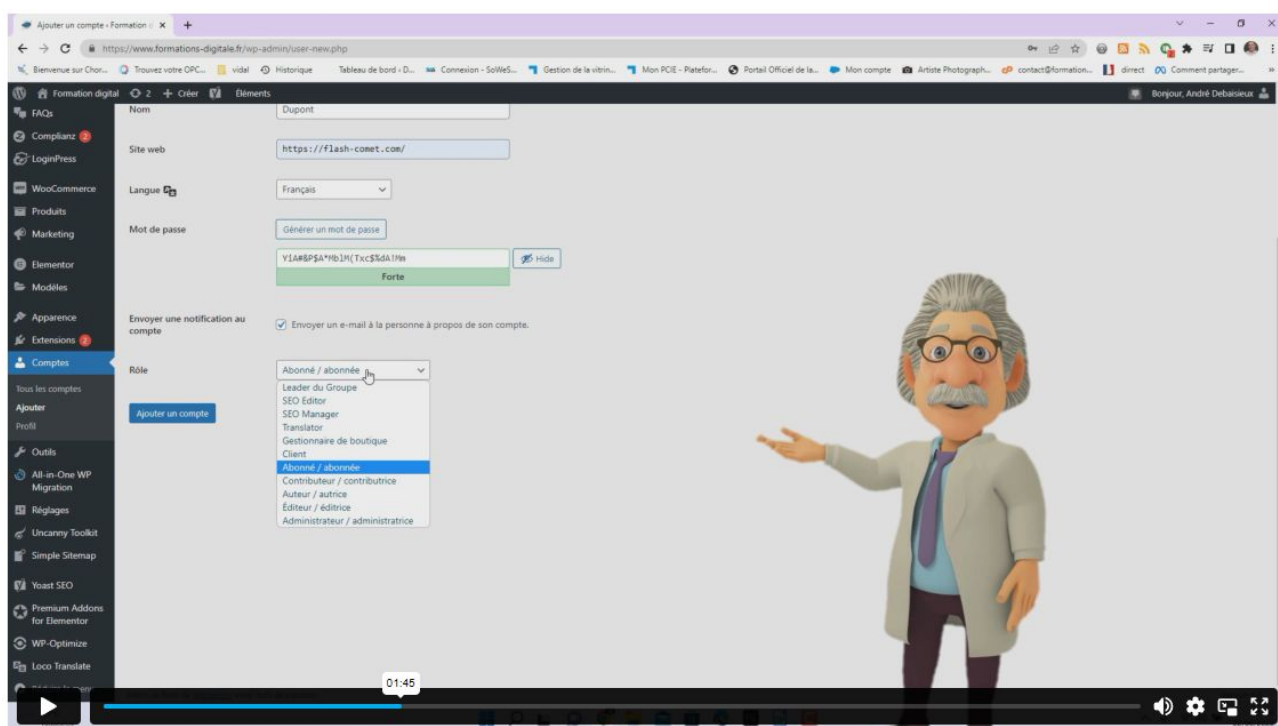 Ajouter un compte ‹ Formation d
https://www.formations-digitale.fr/wp-admin/user-new.php
Bienvenue sur Chor... Trouvez votre OPC... vidal Historique Tableau de bord ‹ D... Connexion - SoWeS... Gestion de la vitrin... Mon PCIE - Platefor... Portail Officiel de la... Mon compte Artiste Photograph... contact@formation... dirrect Comment partager... »
Formation digital 2 + Créer Éléments Bonjour, André Debaisieux
FAQs
Complianz 2
LoginPress
WooCommerce
Produits
Marketing
Elementor
Modèles
Apparence
Extensions 2
Comptes
Tous les comptes
Ajouter
Profil
Outils
All-in-One WP
Migration
Réglages
Uncanny Toolkit
Simple Sitemap
Yoast SEO
Premium Addons
for Elementor
WP-Optimize
Loco Translate
Nom Dupont
Site web https://flash-comet.com/
Langue Français
Mot de passe Générer un mot de passe
Y1A#&P$A*MblM(Txc$%dA!Mm Hide
Forte
Envoyer une notification au
compte
Envoyer un e-mail à la personne à propos de son compte.
Rôle Abonné / abonnée
Leader du Groupe
SEO Editor
SEO Manager
Translator
Gestionnaire de boutique
Client
Abonné / abonnée
Contributeur / contributrice
Auteur / autrice
Éditeur / éditrice
Administrateur / administratrice
Ajouter un compte
01:45